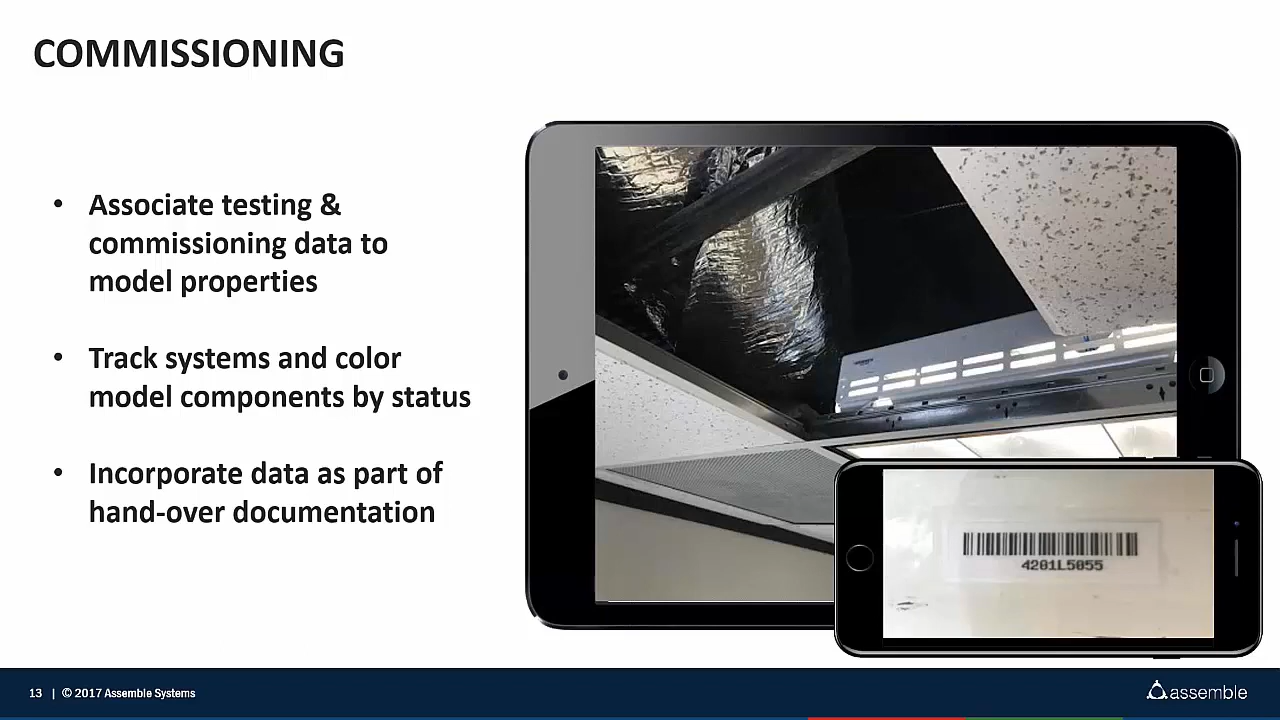 COMMISSIONING
• Associate testing &
commissioning data to
model properties
• Track systems and color
model components by status
• Incorporate data as part of
hand-over documentation
4201L5055
13 | © 2017 Assemble Systems
assemble